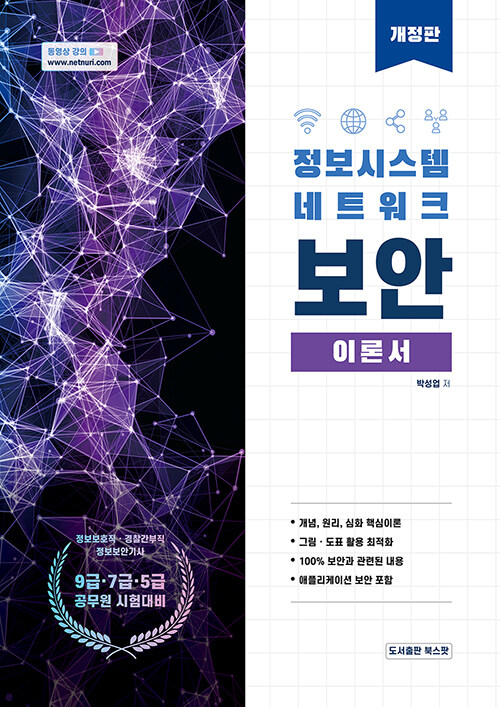 동영상 강의
www.netnuri.com
개정판
정보시스템
네트워크
보안
이론서
박성업 저
정보보호직 · 경찰간부직
정보보안기사
9급·7급·5급
공무원 시험대비
• 개념, 원리, 심화 핵심이론
• 그림 · 도표 활용 최적화
• 100% 보안과 관련된 내용
• 애플리케이션 보안 포함
도서출판 북스팟